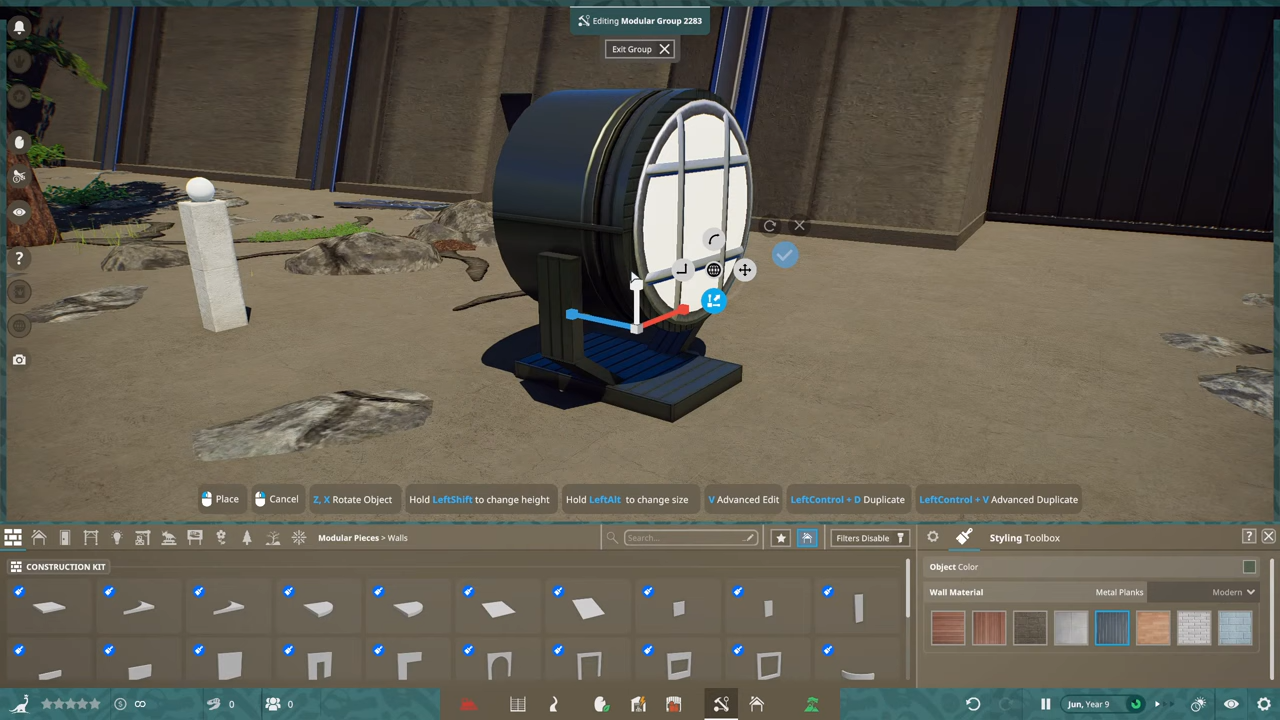 Editing Modular Group 2283
Exit Group
Place
Cancel
Z, X Rotate Object
Hold LeftShift to change height
Hold LeftAlt to change size
V Advanced Edit
LeftControl + D Duplicate
LeftControl + V Advanced Duplicate
Modular Pieces > Walls
Search...
Filters Disable
Styling Toolbox
?
CONSTRUCTION KIT
Object Color
Wall Material
Metal Planks
Modern
0
0
Jun, Year 9